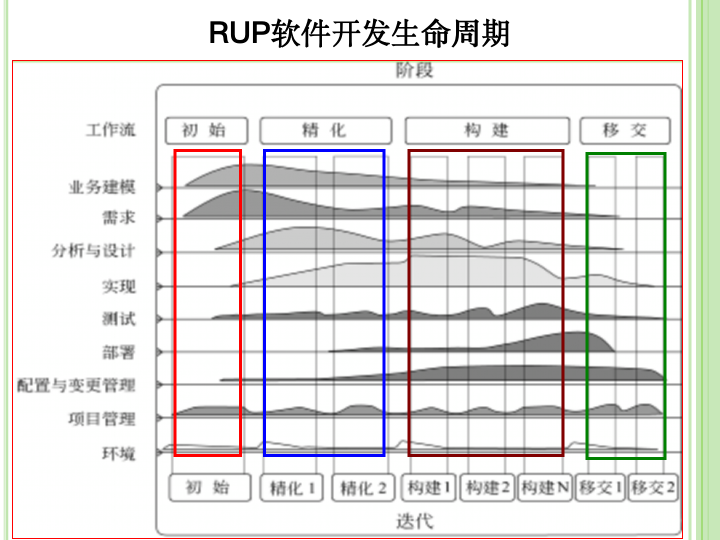 RUP软件开发生命周期
阶段
工作流 初始 精化 构建 移交
业务建模
需求
分析与设计
实现
测试
部署
配置与变更管理
项目管理
环境
初始 精化1 精化2 构建1 构建2 构建N 移交1 移交2
迭代